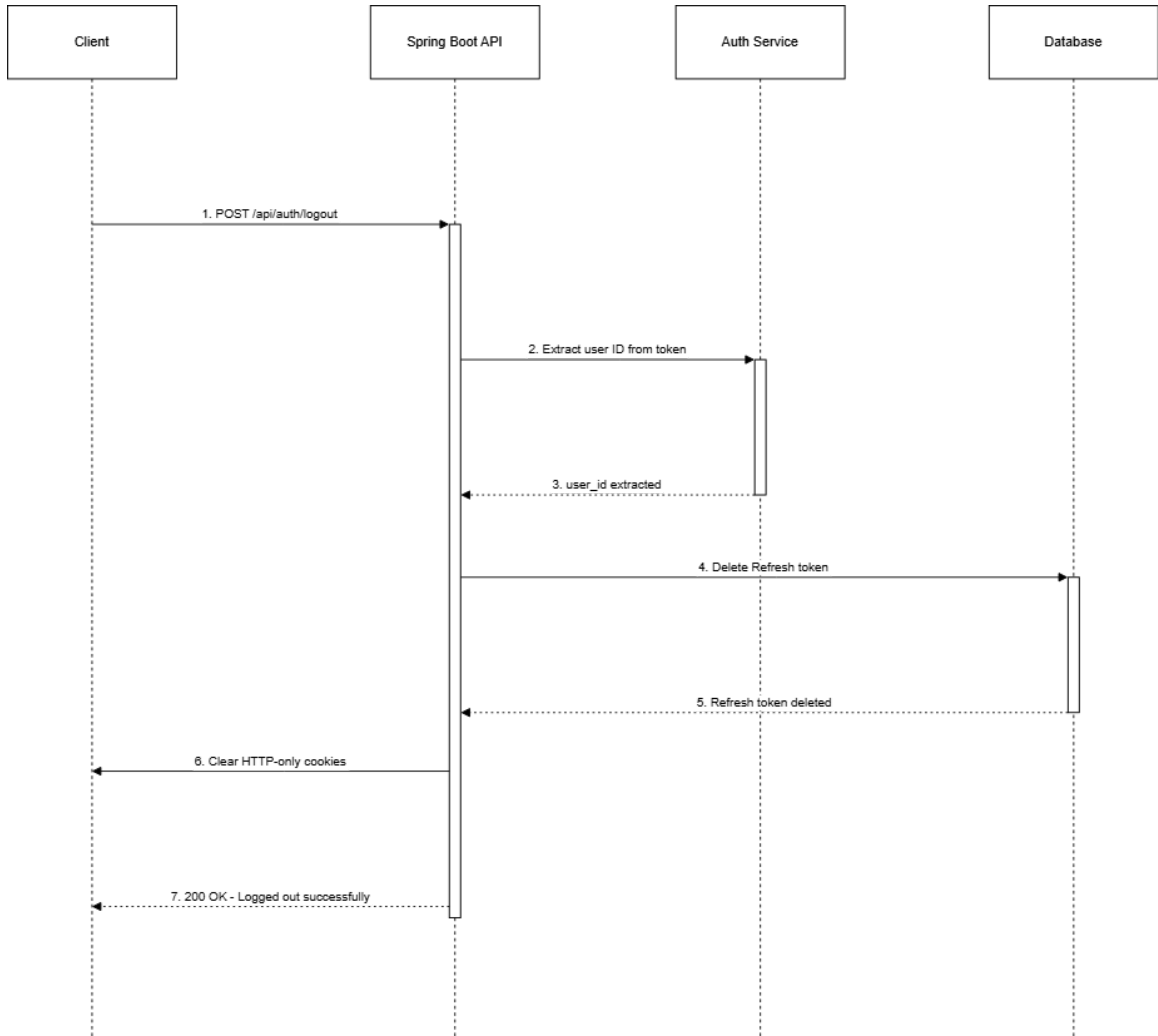 Client
Spring Boot API
Auth Service
Database
1. POST /api/auth/logout
2. Extract user ID from token
3. user_id extracted
4. Delete Refresh token
5. Refresh token deleted
6. Clear HTTP-only cookies
7. 200 OK - Logged out successfully